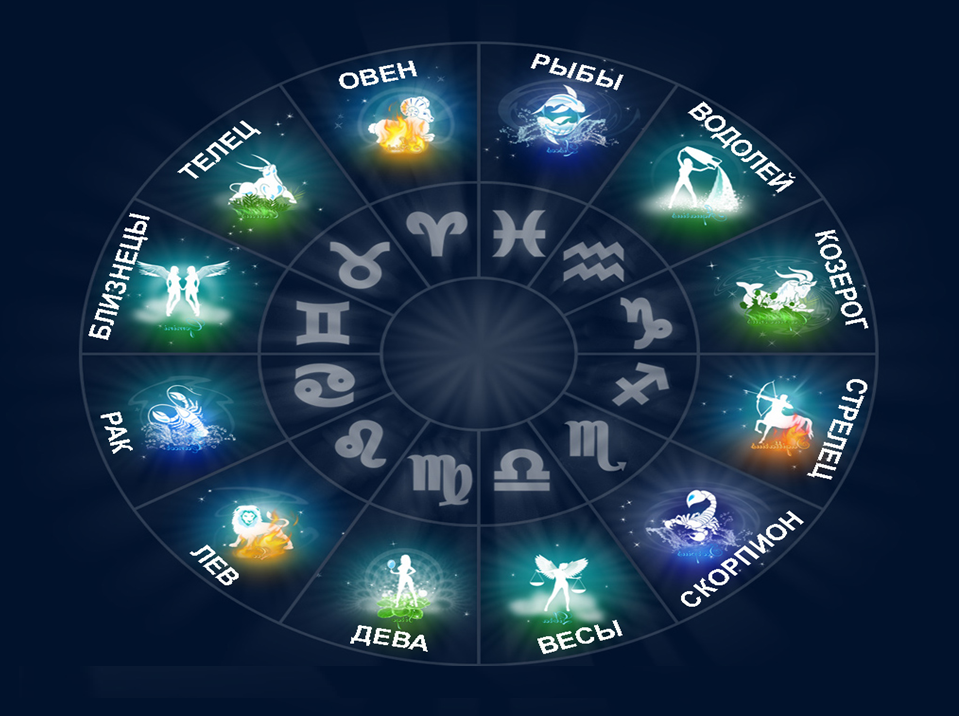 ОВЕН
РЫБЫ
ВОДОЛЕЙ
КОЗЕРОГ
СТРЕЛЕЦ
СКОРПИОН
ВЕСЫ
ДЕВА
ЛЕВ
РАК
БЛИЗНЕЦЫ
ТЕЛЕЦ